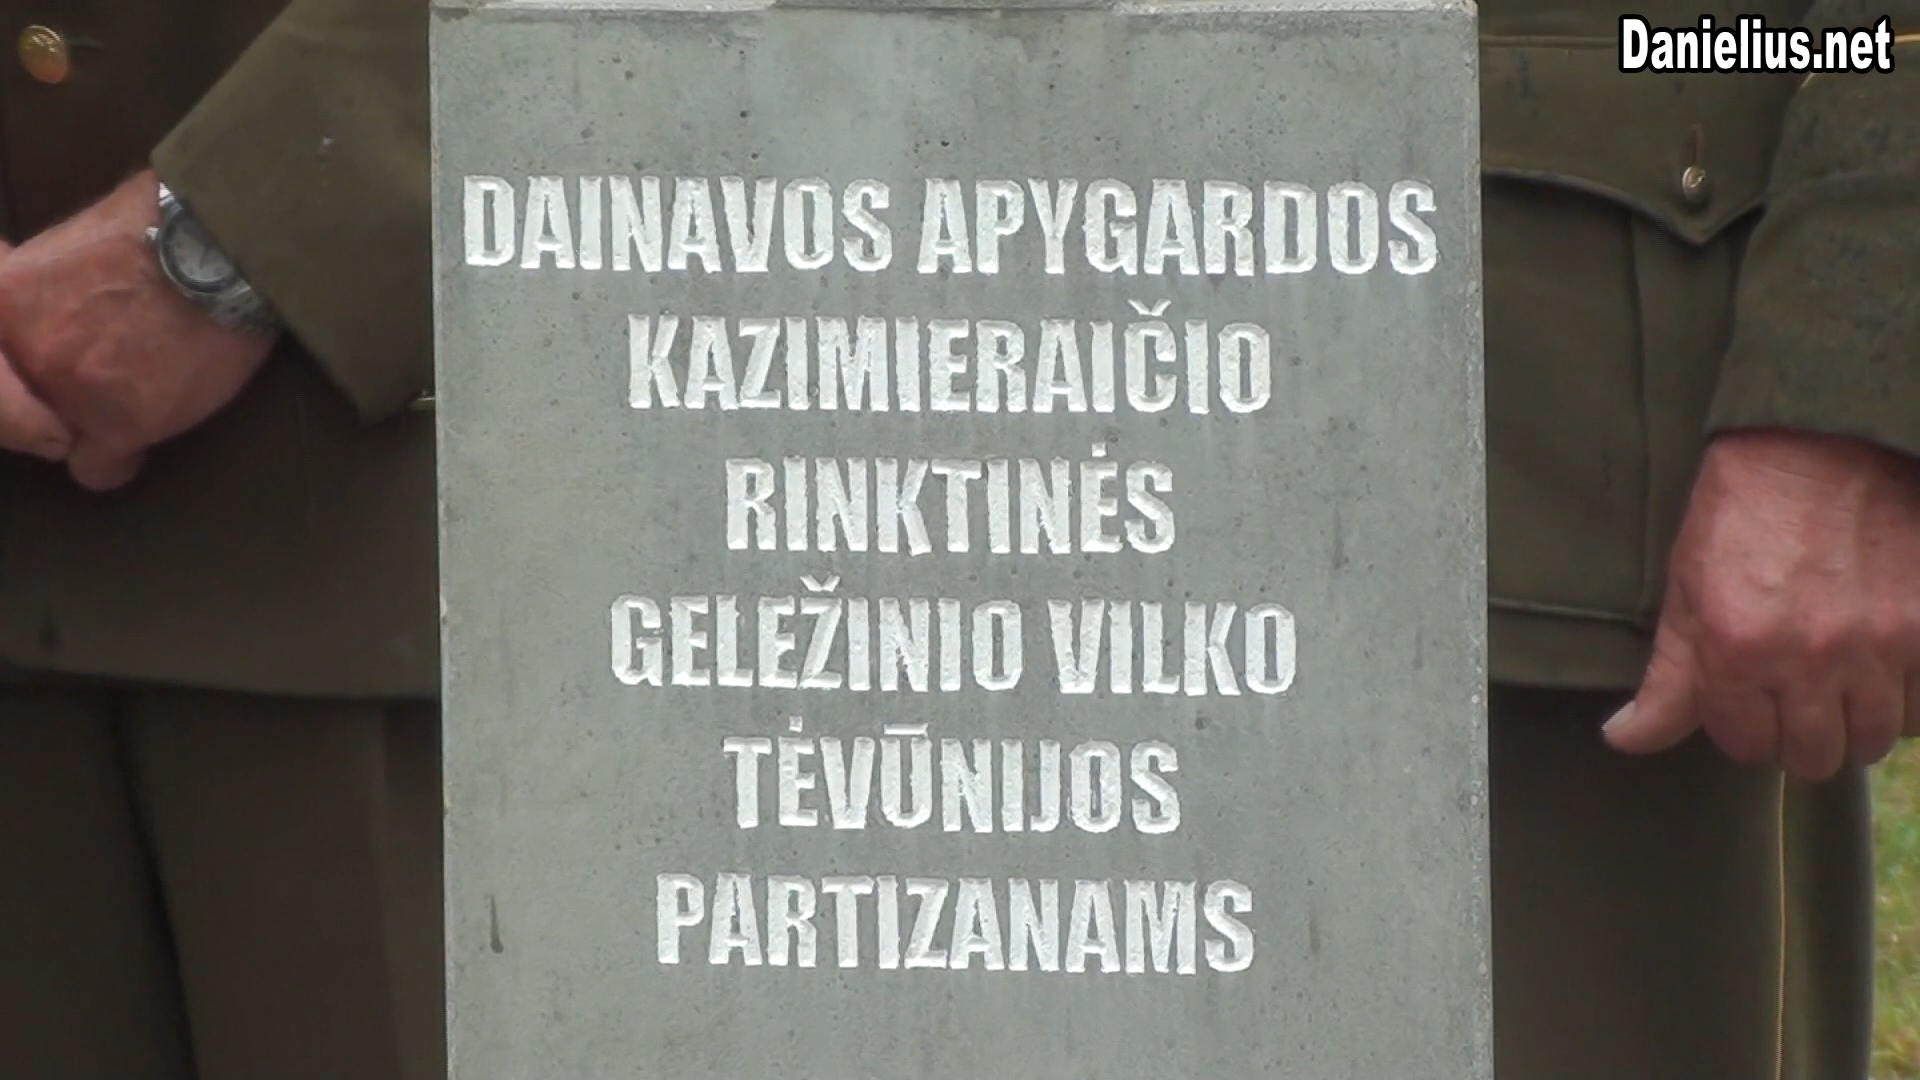 Danielius.net
DAINAVOS APYGARDOS
KAZIMIERAIČIO
RINKTINĖS
GELEŽINIO VILKO
TĖVŪNIJOS
PARTIZANAMS